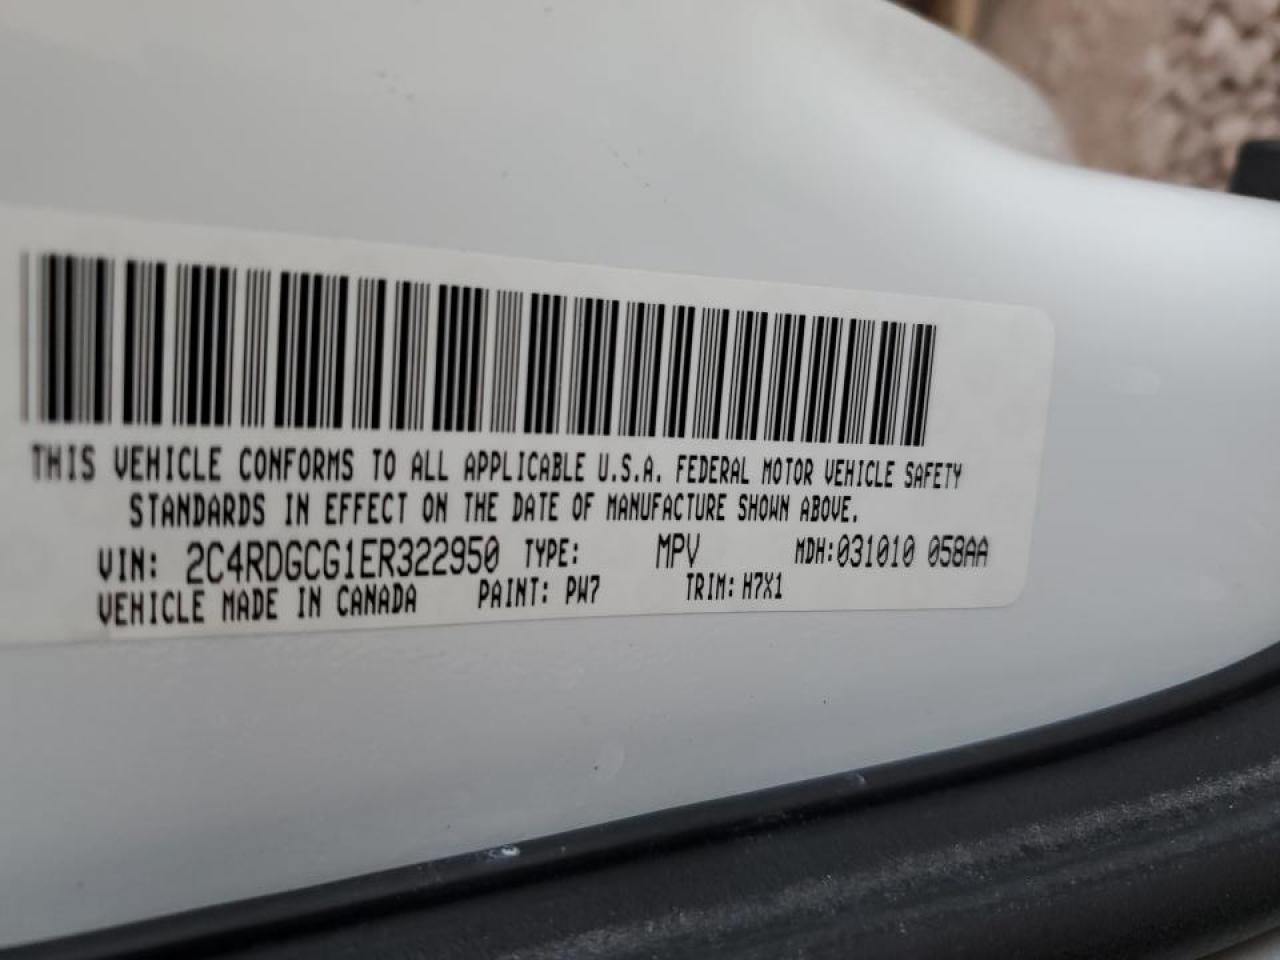 THIS VEHICLE CONFORMS TO ALL APPLICABLE U.S.A. FEDERAL MOTOR VEHICLE SAFETY
STANDARDS IN EFFECT ON THE DATE OF MANUFACTURE SHOWN ABOVE.
VIN: 2C4RDGCG1ER322950 TYPE: MPV MDH:031010 058AA
VEHICLE MADE IN CANADA PAINT: PW7 TRIM: H7X1